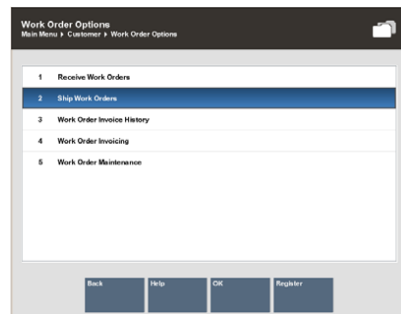 Work Order Options
Main Menu ▸ Customer ▸ Work Order Options
1 Receive Work Orders
2 Ship Work Orders
3 Work Order Invoice History
4 Work Order Invoicing
5 Work Order Maintenance
Back Help OK Register